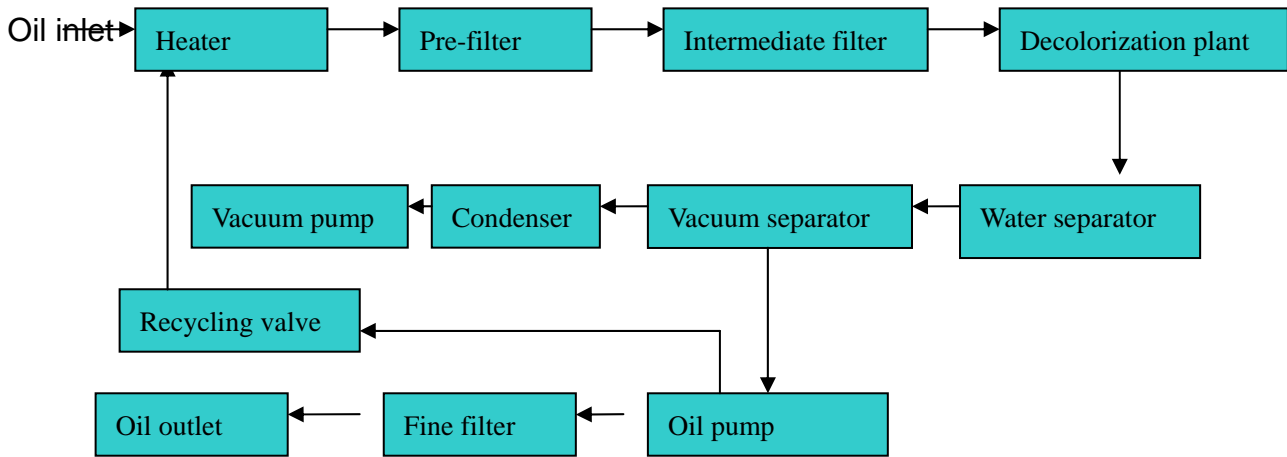 Oil inlet
Heater
Pre-filter
Intermediate filter
Decolorization plant
Vacuum pump
Condenser
Vacuum separator
Water separator
Recycling valve
Oil outlet
Fine filter
Oil pump